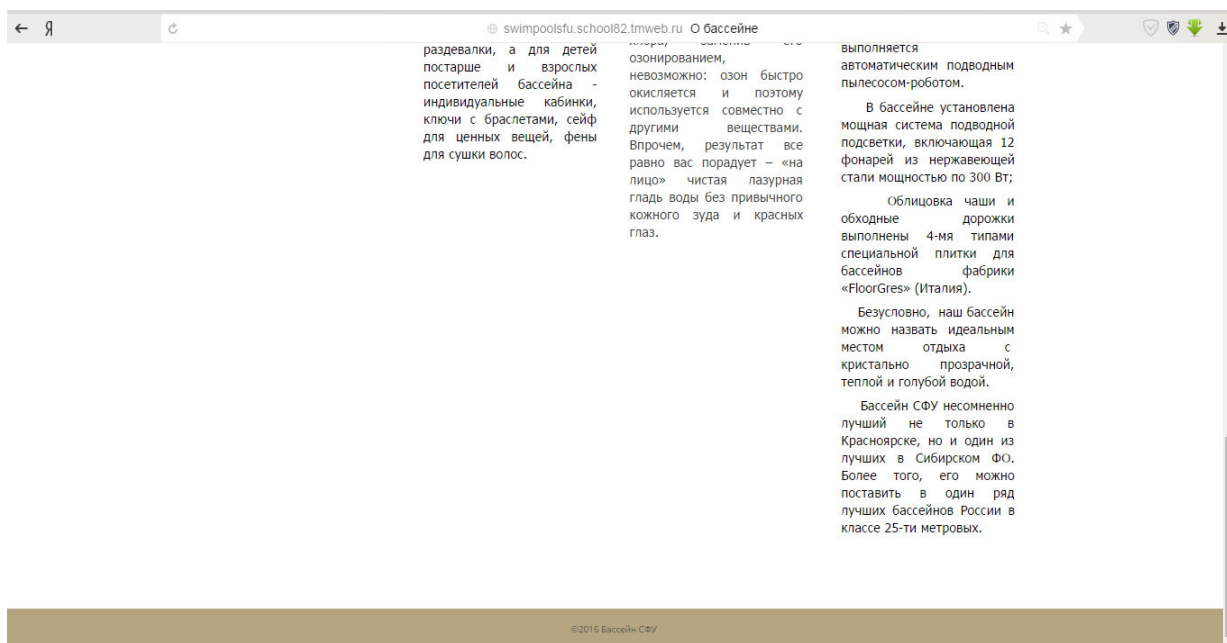 Я
swimpoolsfu.school82.tmweb.ru О бассейне
раздевалки, а для детей
постарше и взрослых
посетителей бассейна -
индивидуальные кабинки,
ключи с браслетами, сейф
для ценных вещей, фены
для сушки волос.
озонированием,
невозможно: озон быстро
окисляется и поэтому
используется совместно с
другими веществами.
Впрочем, результат все
равно вас порадует – «на
лицо» чистая лазурная
гладь воды без привычного
кожного зуда и красных
глаз.
выполняется
автоматическим подводным
пылесосом-роботом.
В бассейне установлена
мощная система подводной
подсветки, включающая 12
фонарей из нержавеющей
стали мощностью по 300 Вт;
Облицовка чаши и
обходные дорожки
выполнены 4-мя типами
специальной плитки для
бассейнов фабрики
«FloorGres» (Италия).
Безусловно, наш бассейн
можно назвать идеальным
местом отдыха с
кристально прозрачной,
теплой и голубой водой.
Бассейн СФУ несомненно
лучший не только в
Красноярске, но и один из
лучших в Сибирском ФО.
Более того, его можно
поставить в один ряд
лучших бассейнов России в
классе 25-ти метровых.
©2016 Бассейн СФУ